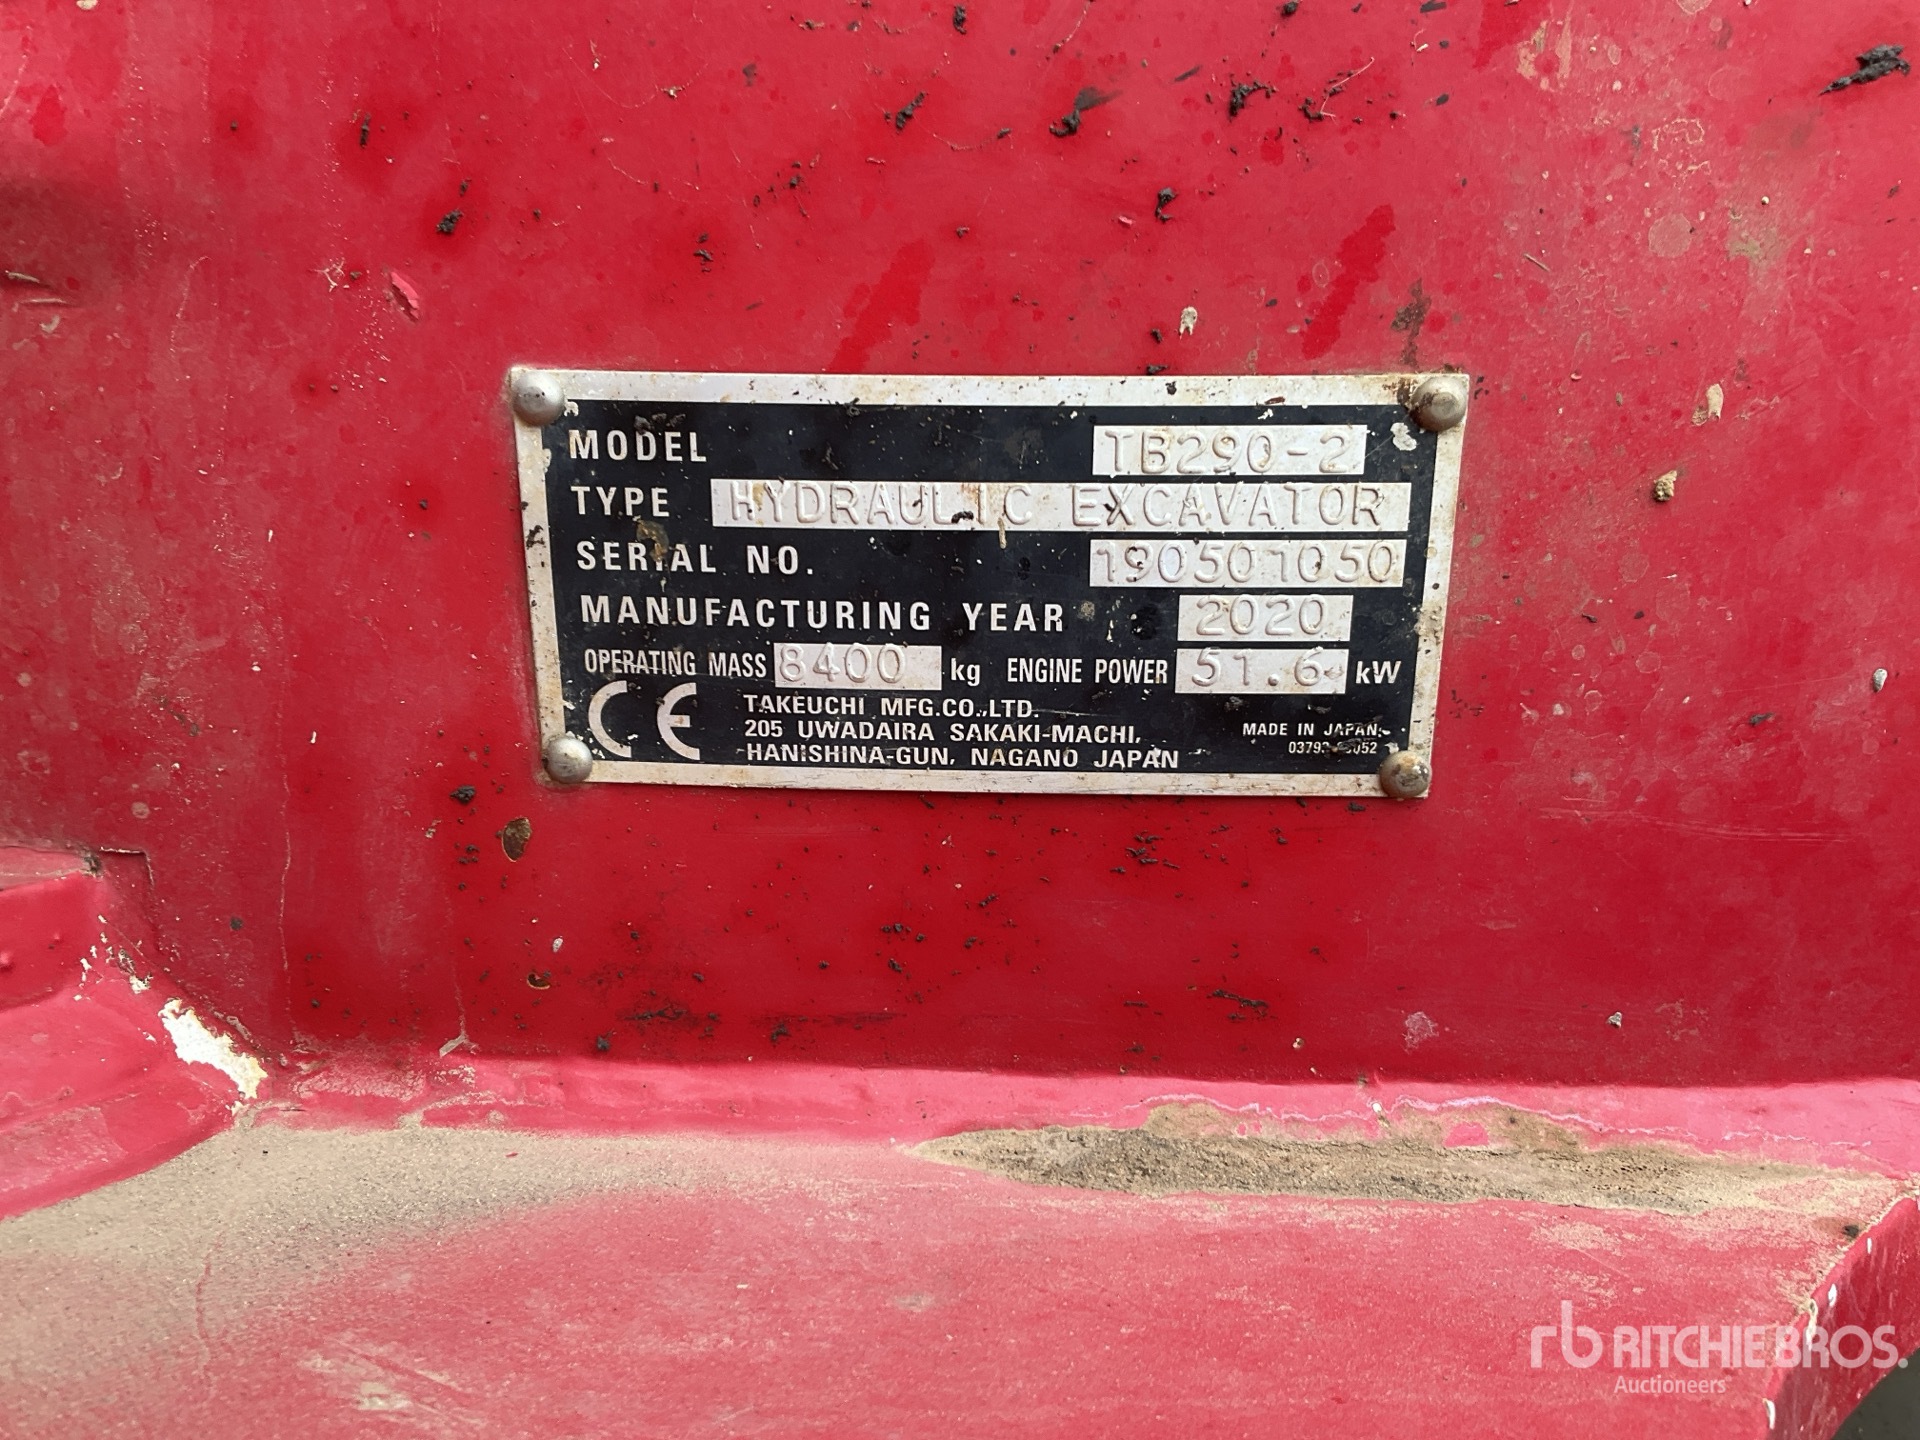 MODEL TB290-2
TYPE HYDRAULIC EXCAVATOR
SERIAL NO. 190501050
MANUFACTURING YEAR 2020
OPERATING MASS 8400 kg ENGINE POWER 51.6 kW
CE
TAKEUCHI MFG.CO.,LTD.
205 UWADAIRA SAKAKI-MACHI,
HANISHINA-GUN, NAGANO JAPAN
MADE IN JAPAN
rb RITCHIE BROS.
Auctioneers